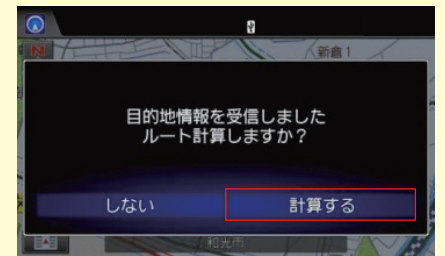 N
新倉1
目的地情報を受信しました
ルート計算しますか？
しない
計算する
和光市